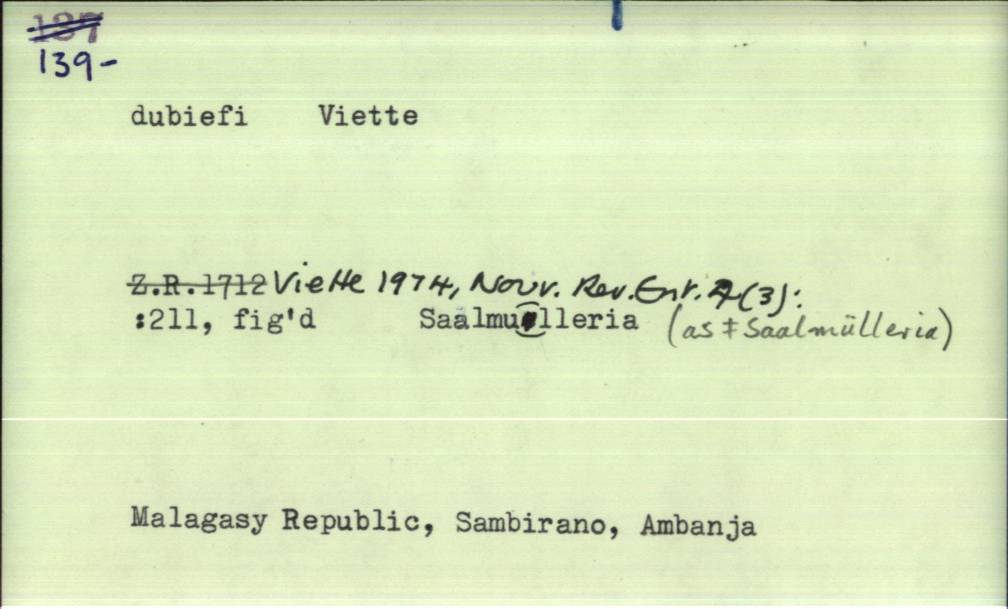 137
139-
dubiefi Viette
Z.R.1712 Viette 1974, Nouv. Rev. Ent. 4(3):
:211, fig'd Saalmuelleria (as ‡ Saalmülleria)
Malagasy Republic, Sambirano, Ambanja